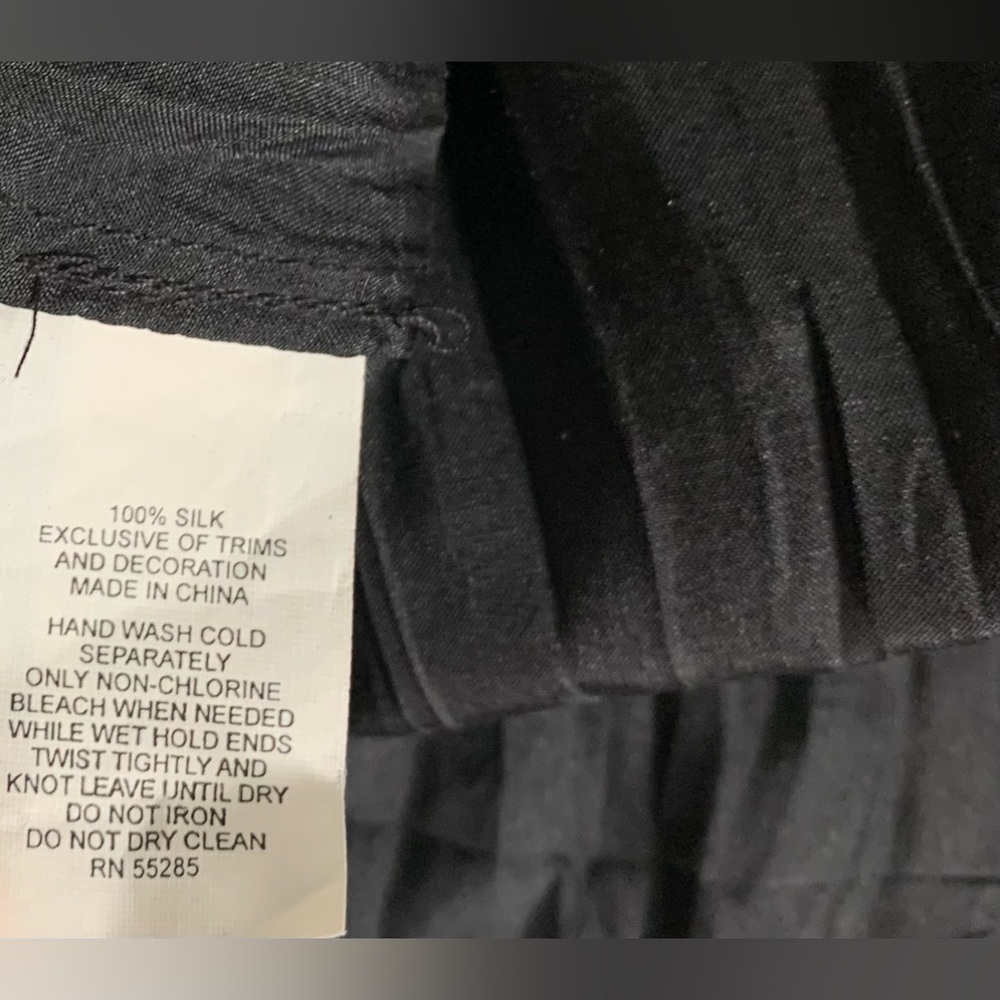 100% SILK
EXCLUSIVE OF TRIMS
AND DECORATION
MADE IN CHINA
HAND WASH COLD
SEPARATELY
ONLY NON-CHLORINE
BLEACH WHEN NEEDED
WHILE WET HOLD ENDS
TWIST TIGHTLY AND
KNOT LEAVE UNTIL DRY
DO NOT IRON
DO NOT DRY CLEAN
RN 55285